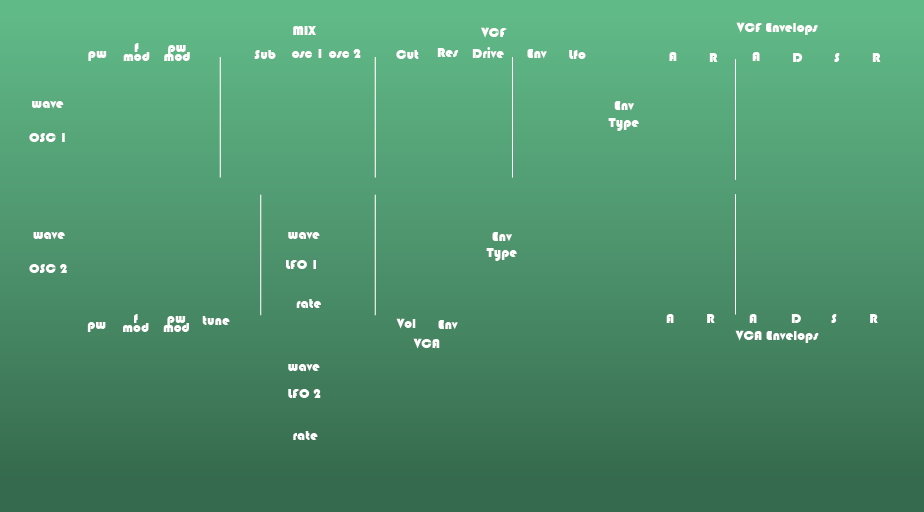 MIX VCF VCF Envelops
pw f mod pw mod Sub osc 1 osc 2 Cut Res Drive Env Lfo A R A D S R
wave Env
Type
OSC 1
wave wave Env
Type
OSC 2 LFO 1
rate
pw f mod pw mod tune Vol Env A R A D S R
VCA VCA Envelops
wave
LFO 2
rate